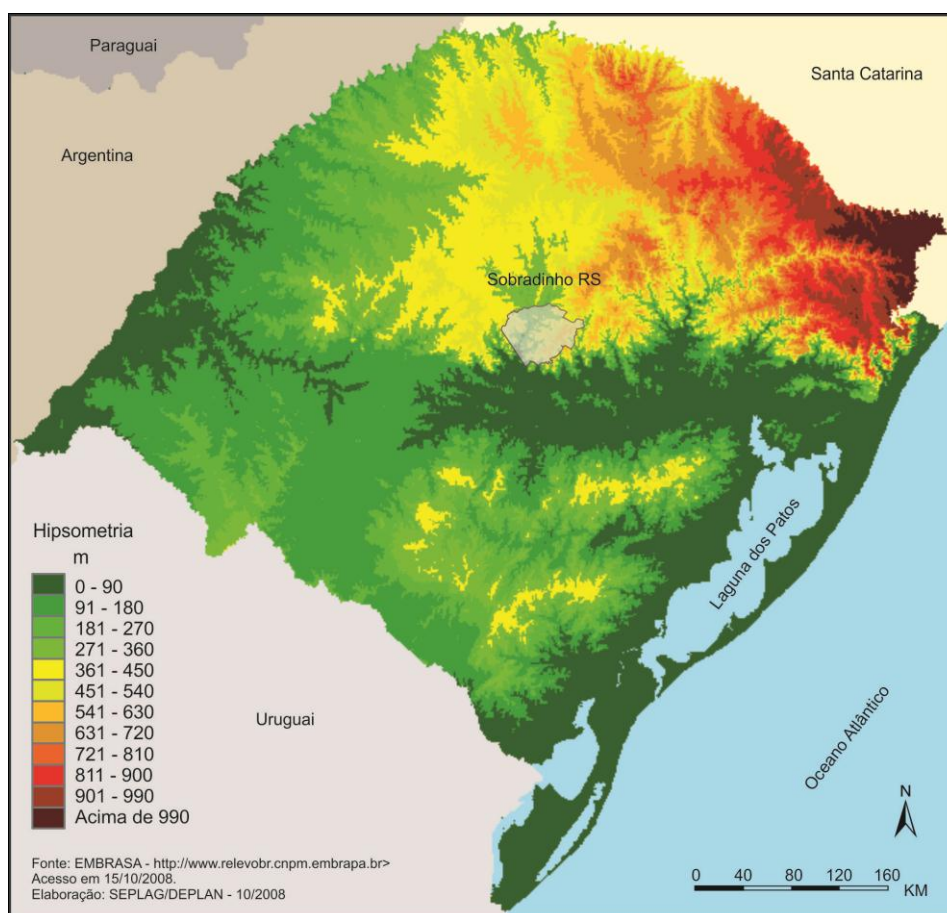 Paraguai
Santa Catarina
Argentina
Sobradinho RS
Hipsometria
m
0 - 90
91 - 180
181 - 270
271 - 360
361 - 450
451 - 540
541 - 630
631 - 720
721 - 810
811 - 900
901 - 990
Acima de 990
Laguna dos Patos
Uruguai
Oceano Atlântico
N
0 40 80 120 160
KM
Fonte: EMBRASA - http://www.relevobr.cnpm.embrapa.br>
Acesso em 15/10/2008.
Elaboração: SEPLAG/DEPLAN - 10/2008